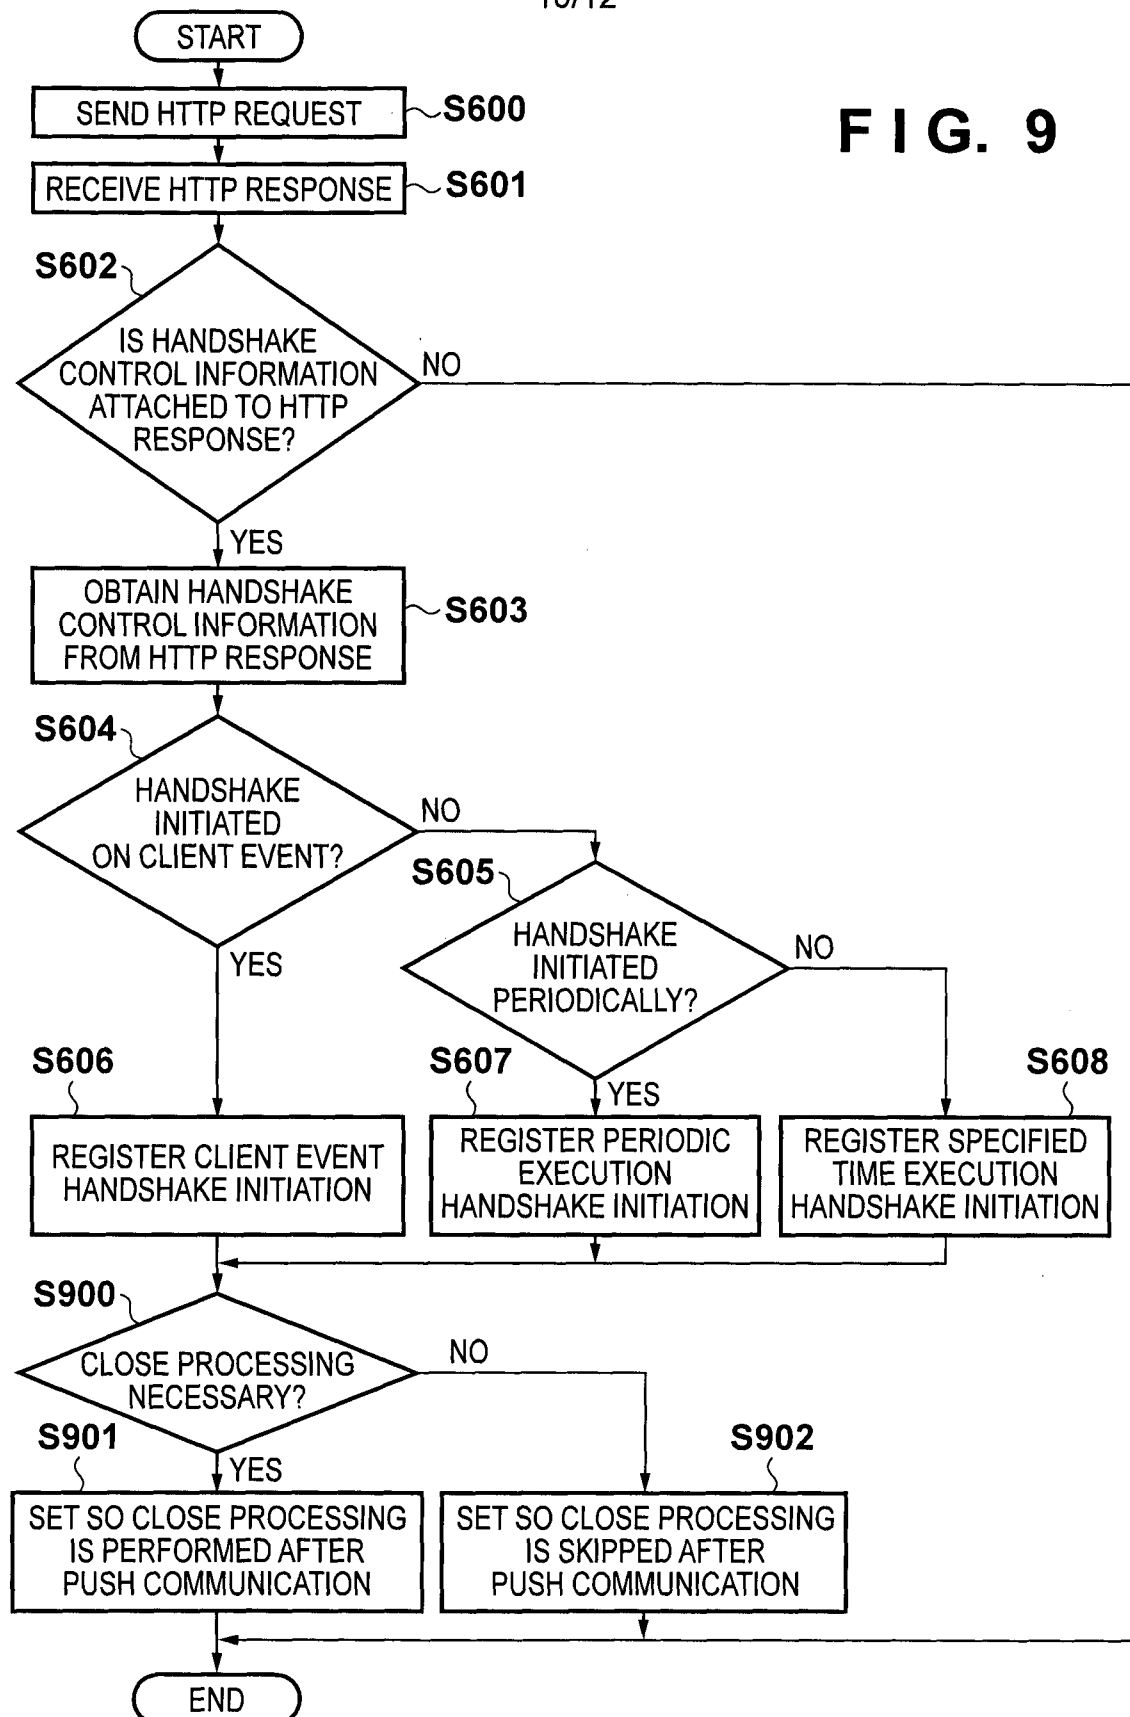 10/12
START
SEND HTTP REQUEST
S600
FIG. 9
RECEIVE HTTP RESPONSE
S601
S602
IS HANDSHAKE
CONTROL INFORMATION
ATTACHED TO HTTP
RESPONSE?
NO
YES
OBTAIN HANDSHAKE
CONTROL INFORMATION
FROM HTTP RESPONSE
S603
S604
HANDSHAKE
INITIATED
ON CLIENT EVENT?
NO
S605
HANDSHAKE
INITIATED
PERIODICALLY?
NO
YES
S606
S607
YES
S608
REGISTER CLIENT EVENT
HANDSHAKE INITIATION
REGISTER PERIODIC
EXECUTION
HANDSHAKE INITIATION
REGISTER SPECIFIED
TIME EXECUTION
HANDSHAKE INITIATION
S900
CLOSE PROCESSING
NECESSARY?
NO
S901
YES
S902
SET SO CLOSE PROCESSING
IS PERFORMED AFTER
PUSH COMMUNICATION
SET SO CLOSE PROCESSING
IS SKIPPED AFTER
PUSH COMMUNICATION
END